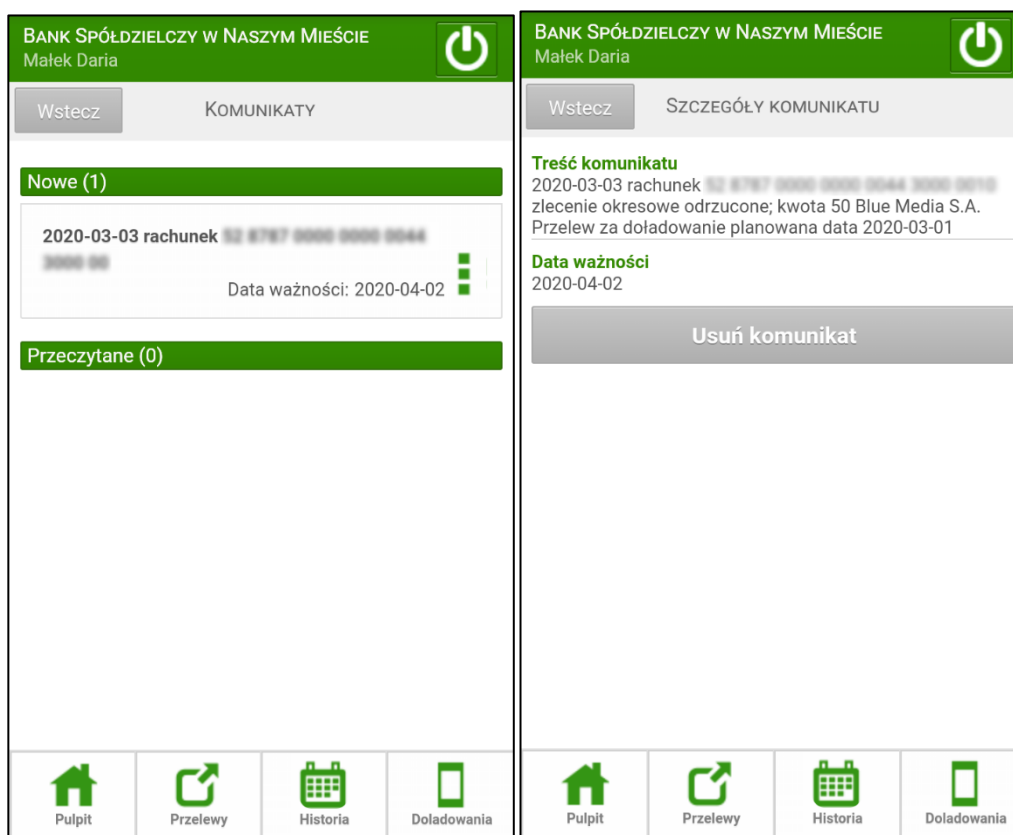 BANK SPÓŁDZIELCZY W NASZYM MIEŚCIE
Małek Daria
Wstecz
KOMUNIKATY
Nowe (1)
2020-03-03 rachunek
Data ważności: 2020-04-02
Przeczytane (0)
Pulpit
Przelewy
Historia
Doladowania
BANK SPÓŁDZIELCZY W NASZYM MIEŚCIE
Małek Daria
Wstecz
SZCZEGÓŁY KOMUNIKATU
Treść komunikatu
2020-03-03 rachunek
zlecenie okresowe odrzucone; kwota 50 Blue Media S.A.
Przelew za doładowanie planowana data 2020-03-01
Data ważności
2020-04-02
Usuń komunikat
Pulpit
Przelewy
Historia
Doladowania